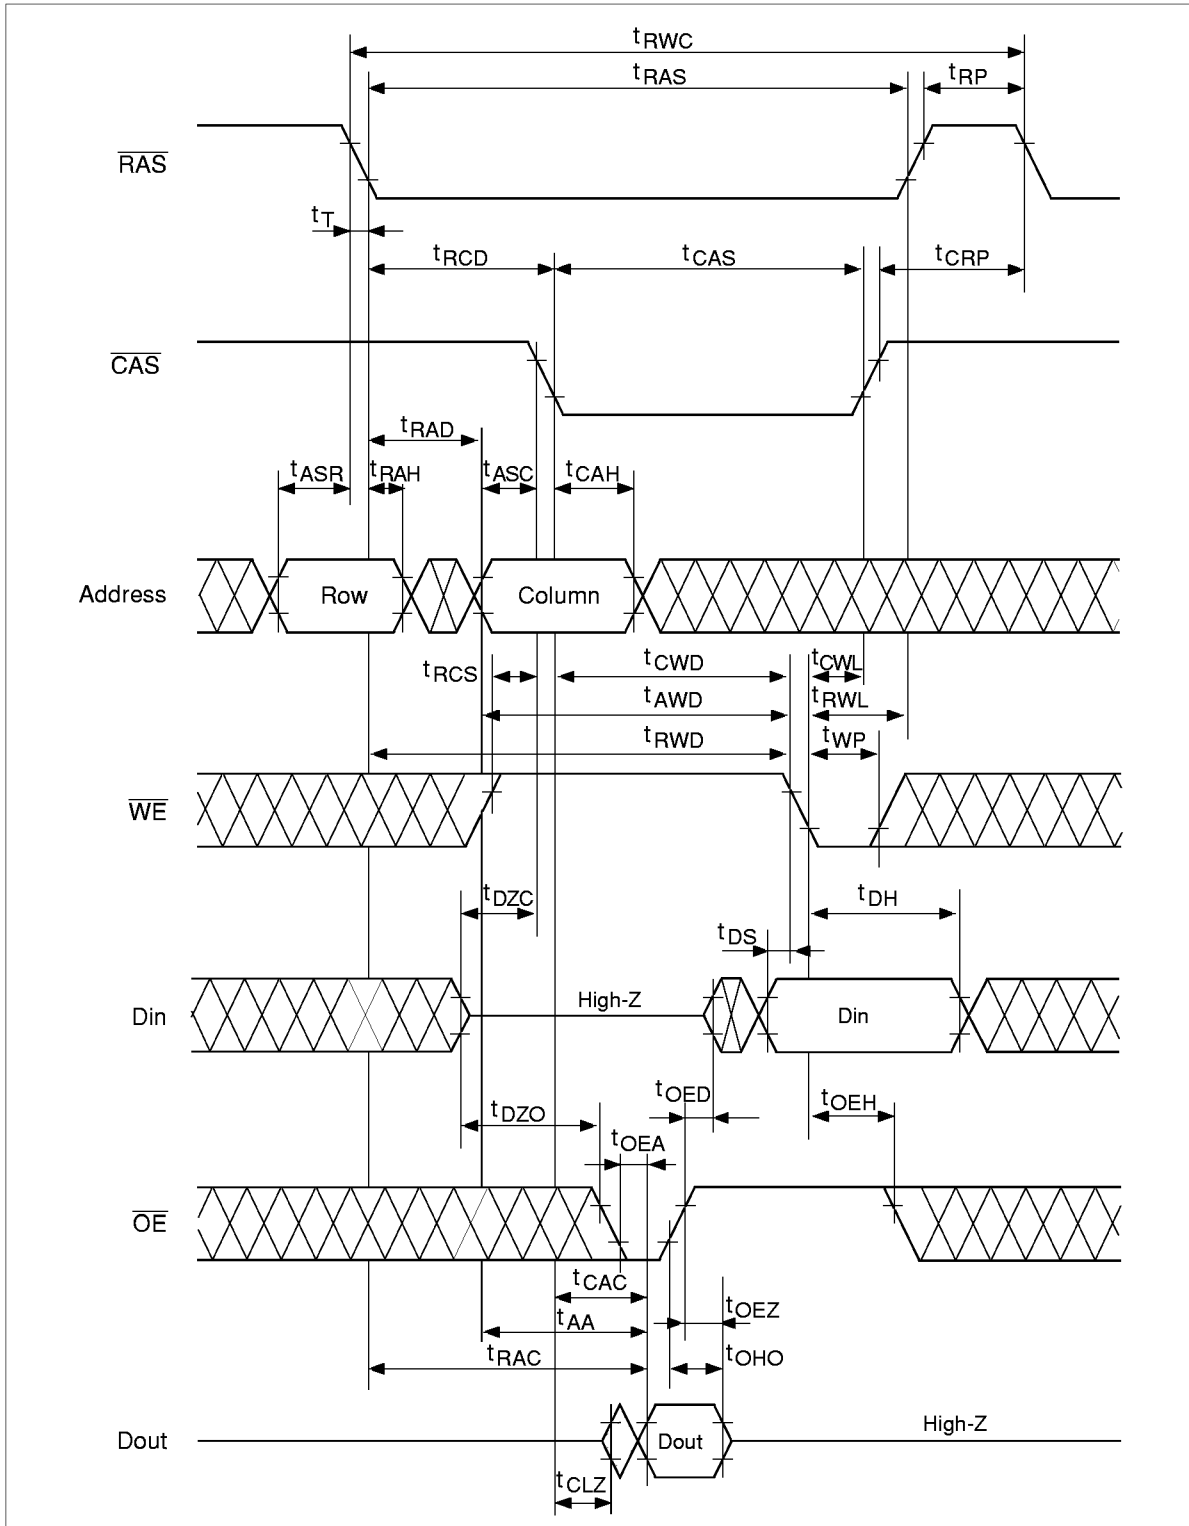 tRWC
tRAS
tRP
RAS
tT
tRCD
tCAS
tCRP
CAS
tRAD
tASR
tRAH
tASC
tCAH
Address
Row
Column
tRCS
tCWD
tCWL
tAWD
tRWL
tRWD
tWP
WE
tDZC
tDH
tDS
Din
High-Z
Din
tDZO
tOED
tOEH
tOEA
OE
tCAC
tAA
tOEZ
tRAC
tOHO
Dout
Dout
High-Z
tCLZ